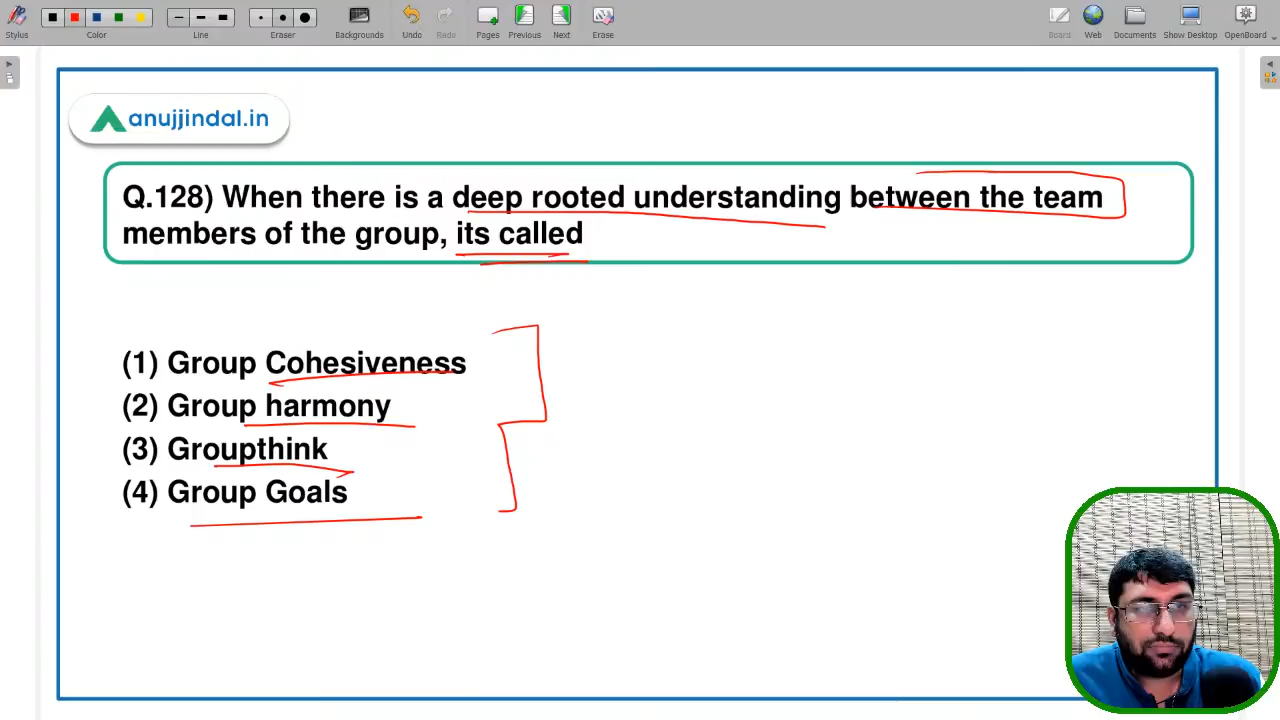 Stylus
Color
Line
Eraser
Backgrounds
Undo
Redo
Pages
Previous
Next
Erase
Board
Web
Documents
Show Desktop
OpenBoard
anujjindal.in
Q.128) When there is a deep rooted understanding between the team
members of the group, its called
(1) Group Cohesiveness
(2) Group harmony
(3) Groupthink
(4) Group Goals